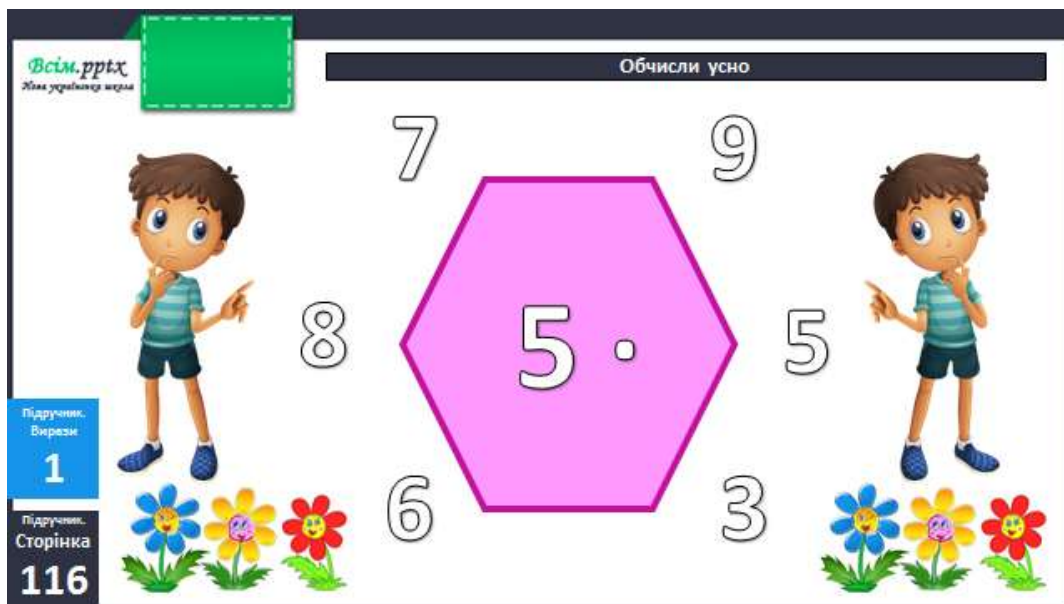 Всім.pptx
Нова українська школа
Обчисли усно
7
9
8
5 ·
5
6
3
Підручник.
Вирази
1
Підручник.
Сторінка
116